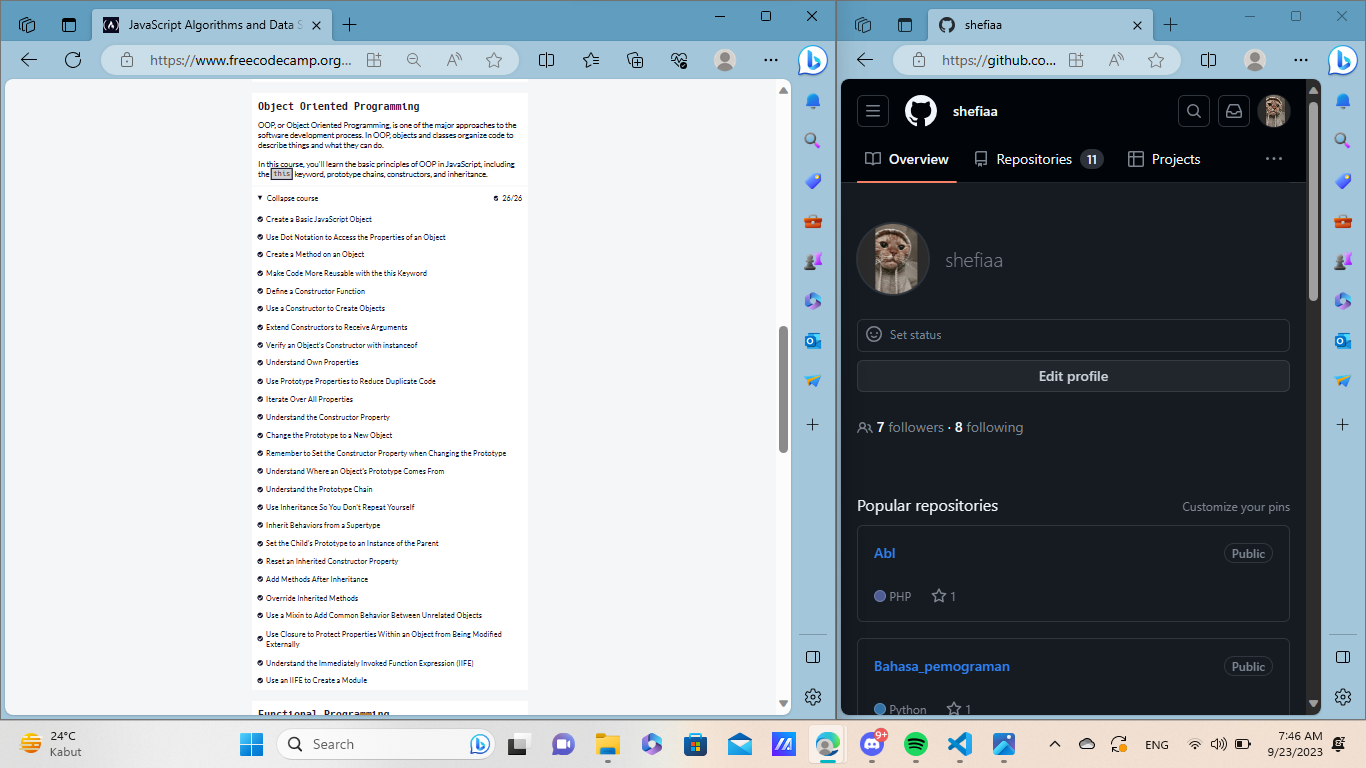 JavaScript Algorithms and Data S
https://www.freecodecamp.org...
Object Oriented Programming
OOP, or Object Oriented Programming, is one of the major approaches to the
software development process. In OOP, objects and classes organize code to
describe things and what they can do.
In this course, you'll learn the basic principles of OOP in JavaScript, including
the this keyword, prototype chains, constructors, and inheritance.
Collapse course 26/26
Create a Basic JavaScript Object
Use Dot Notation to Access the Properties of an Object
Create a Method on an Object
Make Code More Reusable with the this Keyword
Define a Constructor Function
Use a Constructor to Create Objects
Extend Constructors to Receive Arguments
Verify an Object's Constructor with instanceof
Understand Own Properties
Use Prototype Properties to Reduce Duplicate Code
Iterate Over All Properties
Understand the Constructor Property
Change the Prototype to a New Object
Remember to Set the Constructor Property when Changing the Prototype
Understand Where an Object's Prototype Comes From
Understand the Prototype Chain
Use Inheritance So You Don't Repeat Yourself
Inherit Behaviors from a Supertype
Set the Child's Prototype to an Instance of the Parent
Reset an Inherited Constructor Property
Add Methods After Inheritance
Override Inherited Methods
Use a Mixin to Add Common Behavior Between Unrelated Objects
Use Closure to Protect Properties Within an Object from Being Modified
Externally
Understand the Immediately Invoked Function Expression (IIFE)
Use an IIFE to Create a Module
Functional Programming
shefiaa
https://github.co...
shefiaa
Overview Repositories 11 Projects
shefiaa
Set status
Edit profile
7 followers · 8 following
Popular repositories Customize your pins
Abl Public
PHP 1
Bahasa_pemograman Public
Python 1
24°C
Kabut
Search
9+
ENG
7:46 AM
9/23/2023